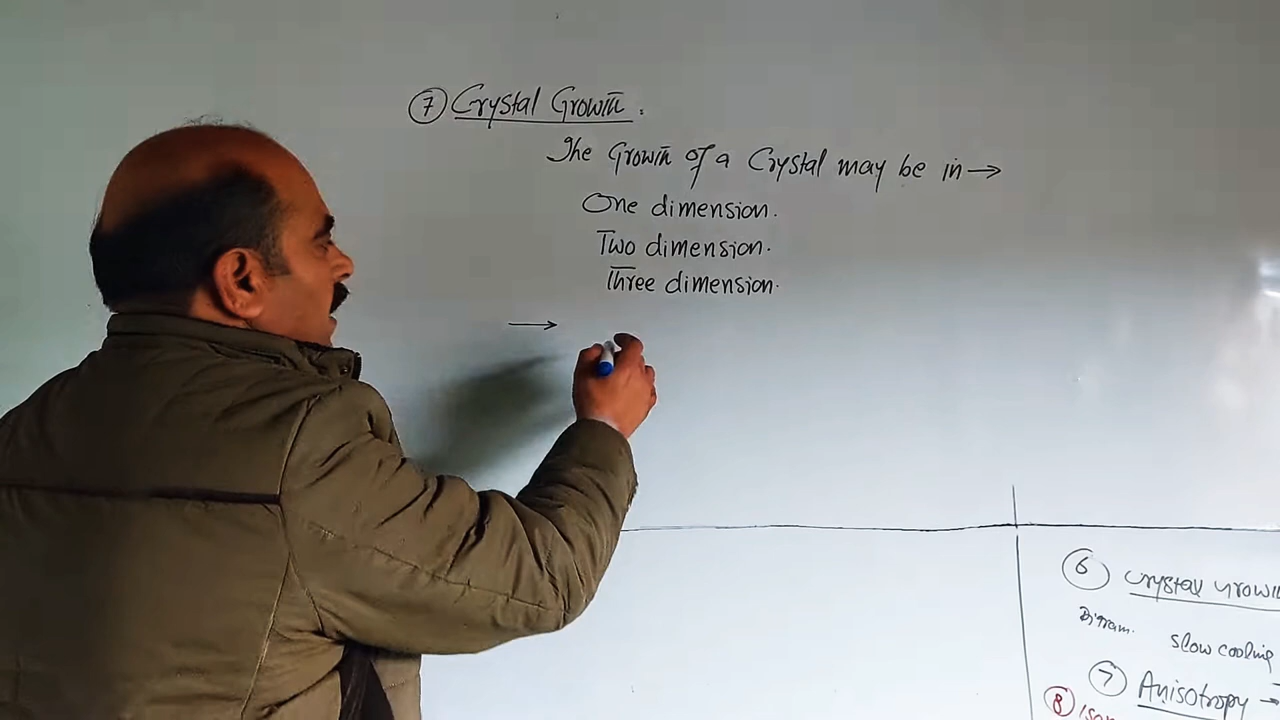 ⑦ Crystal Growth.
The Growth of a Crystal may be in →
One dimension.
Two dimension.
Three dimension.
→
⑥ Crystal Growth
Digram.
slow cooling
⑦ Anisotropy →
⑧